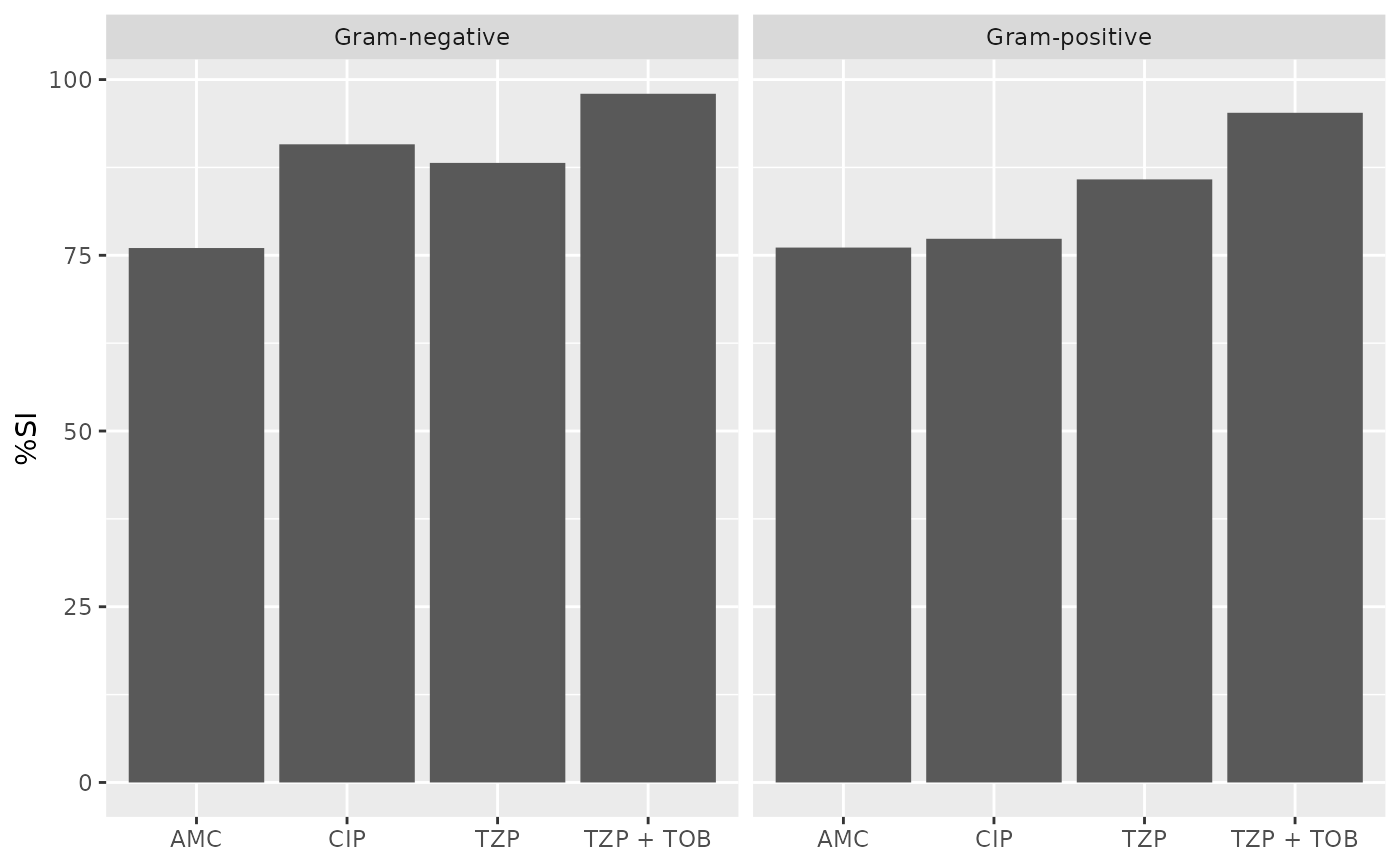 Gram-negative
Gram-positive
%SI
100
75
50
25
0
AMC CIP TZP TZP + TOB
AMC CIP TZP TZP + TOB